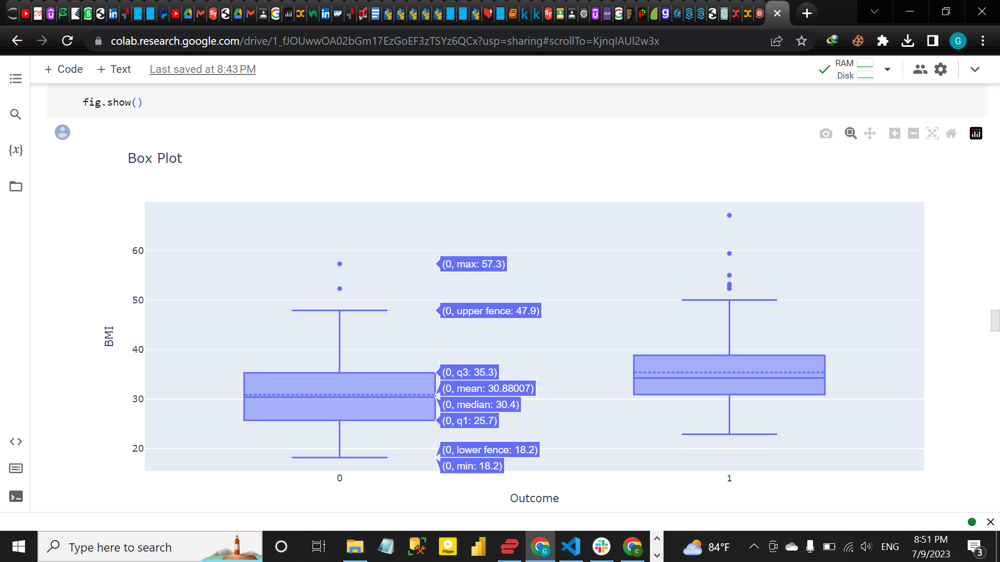 colab.research.google.com/drive/1_fJOUwwOA02bGm17EzGoEF3zTSYz6QCx?usp=sharing#scrollTo=KjnqIAUl2w3x
G
+ Code + Text Last saved at 8:43 PM
RAM
Disk
fig.show()
{x}
Box Plot
60
50
40
30
20
BMI
(0, max: 57.3)
(0, upper fence: 47.9)
(0, q3: 35.3)
(0, mean: 30.88007)
(0, median: 30.4)
(0, q1: 25.7)
(0, lower fence: 18.2)
(0, min: 18.2)
0 1
Outcome
Type here to search
Player
G
C
84°F
ENG
8:51 PM
7/9/2023
3